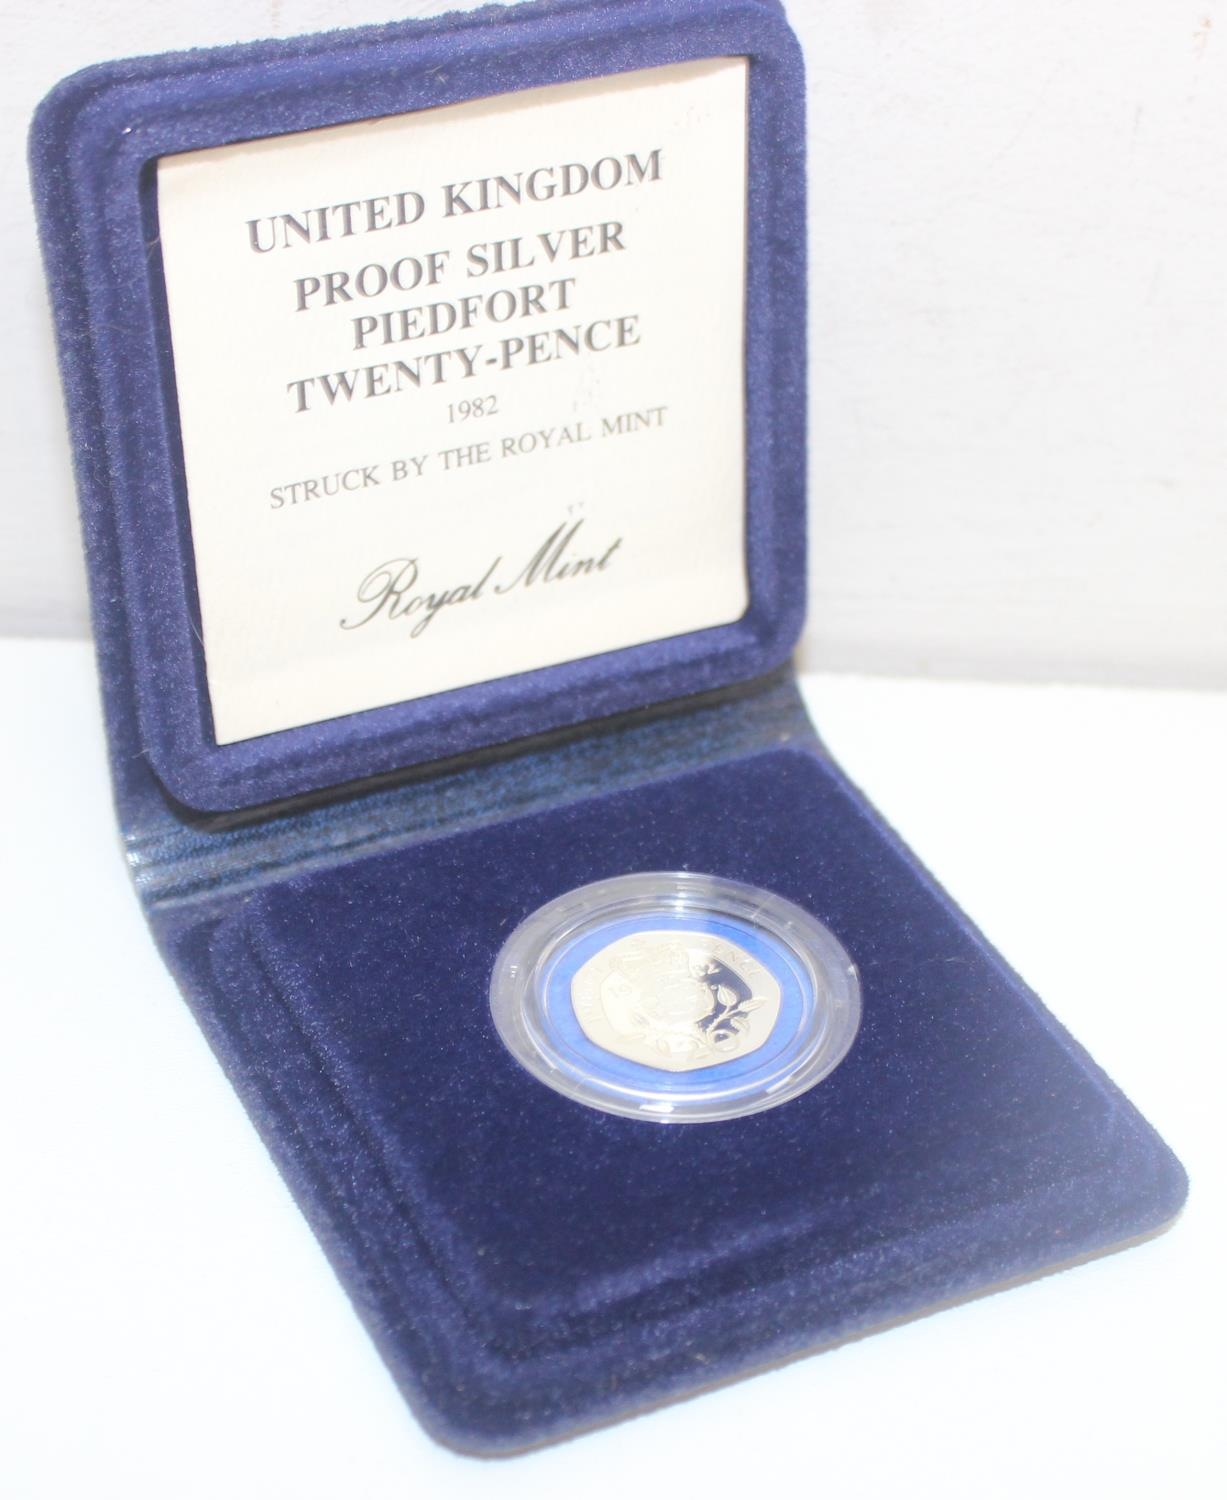 UNITED KINGDOM
PROOF SILVER
PIEDFORT
TWENTY-PENCE
1982
STRUCK BY THE ROYAL MINT
Royal Mint